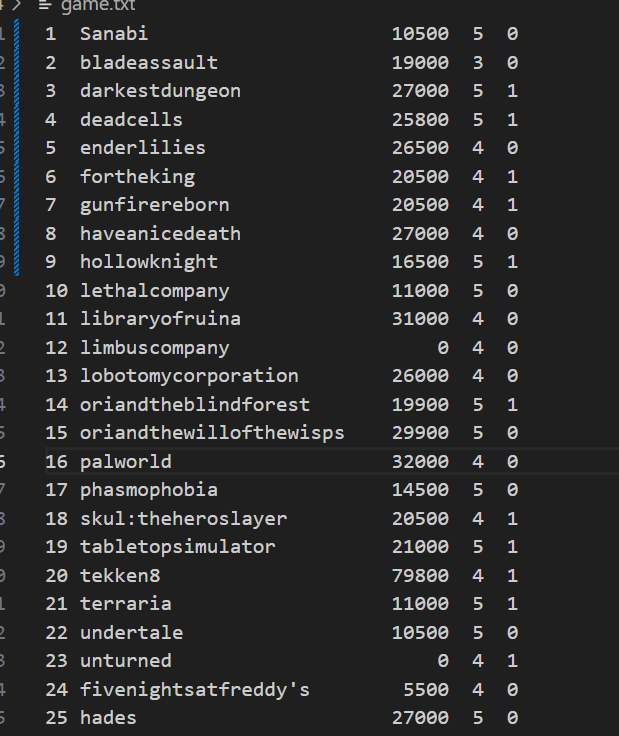 game.txt
1 Sanabi 10500 5 0
2 bladeassault 19000 3 0
3 darkestdungeon 27000 5 1
4 deadcells 25800 5 1
5 enderlilies 26500 4 0
6 fortheking 20500 4 1
7 gunfirereborn 20500 4 1
8 haveanicedeath 27000 4 0
9 hollowknight 16500 5 1
10 lethalcompany 11000 5 0
11 libraryofruina 31000 4 0
12 limbuscompany 0 4 0
13 lobotomycorporation 26000 4 0
14 oriandtheblindforest 19900 5 1
15 oriandthewillofthewisps 29900 5 0
16 palworld 32000 4 0
17 phasmophobia 14500 5 0
18 skul:theheroslayer 20500 4 1
19 tabletopsimulator 21000 5 1
20 tekken8 79800 4 1
21 terraria 11000 5 1
22 undertale 10500 5 0
23 unturned 0 4 1
24 fivenightsatfreddy's 5500 4 0
25 hades 27000 5 0